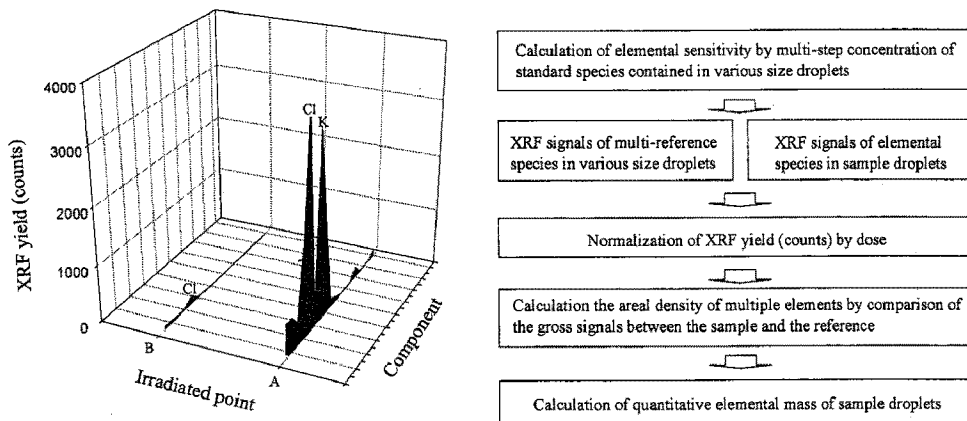 4000
3000
2000
1000
0
XRF yield (counts)
Cl
K
Cl
B
A
Irradiated point
Component
Calculation of elemental sensitivity by multi-step concentration of
standard species contained in various size droplets
XRF signals of multi-reference
species in various size droplets
XRF signals of elemental
species in sample droplets
Normalization of XRF yield (counts) by dose
Calculation the areal density of multiple elements by comparison of
the gross signals between the sample and the reference
Calculation of quantitative elemental mass of sample droplets